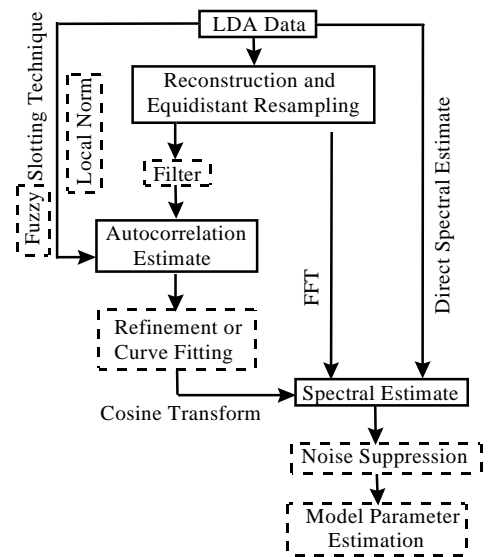 LDA Data
Reconstruction and
Equidistant Resampling
Fuzzy Slotting Technique
Local Norm
Filter
Autocorrelation
Estimate
FFT
Direct Spectral Estimate
Refinement or
Curve Fitting
Cosine Transform
Spectral Estimate
Noise Suppression
Model Parameter
Estimation